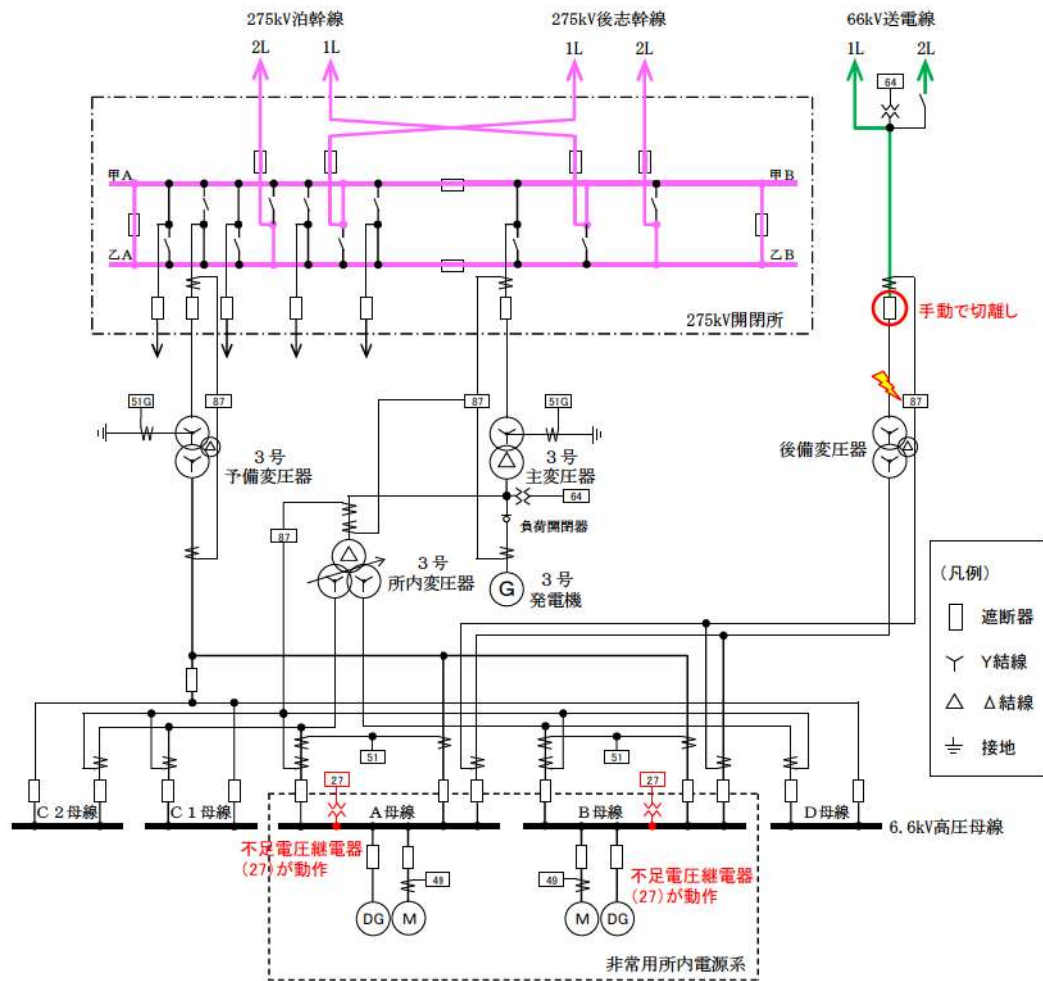 275kV泊幹線
275kV後志幹線
66kV送電線
2L
1L
1L
2L
1L
2L
64
甲A
甲B
乙A
乙B
275kV開閉所
手動で切離し
51G
87
87
51G
87
3号
予備変圧器
3号
主変圧器
後備変圧器
64
87
負荷開閉器
3号
所内変圧器
G
3号
発電機
(凡例)
遮断器
Y結線
Δ結線
接地
51
51
27
27
C2母線
C1母線
A母線
B母線
D母線
6.6kV高圧母線
不足電圧継電器
(27)が動作
不足電圧継電器
(27)が動作
49
49
DG
M
M
DG
非常用所内電源系